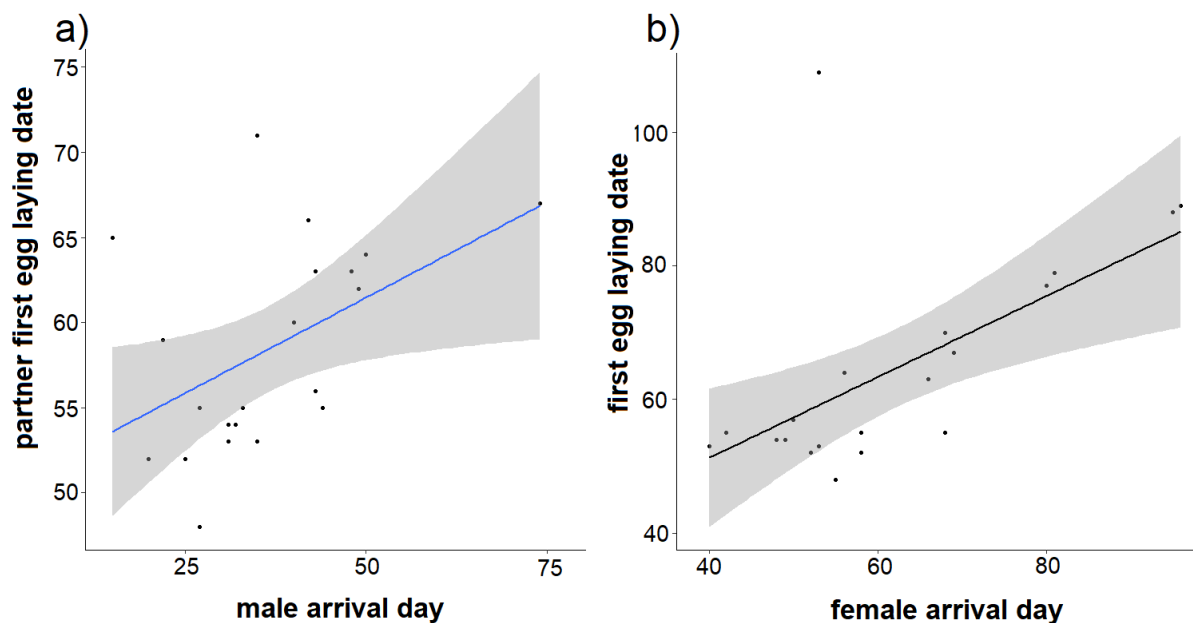 a)
partner first egg laying date
75
70
65
60
55
50
25
50
75
male arrival day
b)
first egg laying date
100
80
60
40
40
60
80
female arrival day